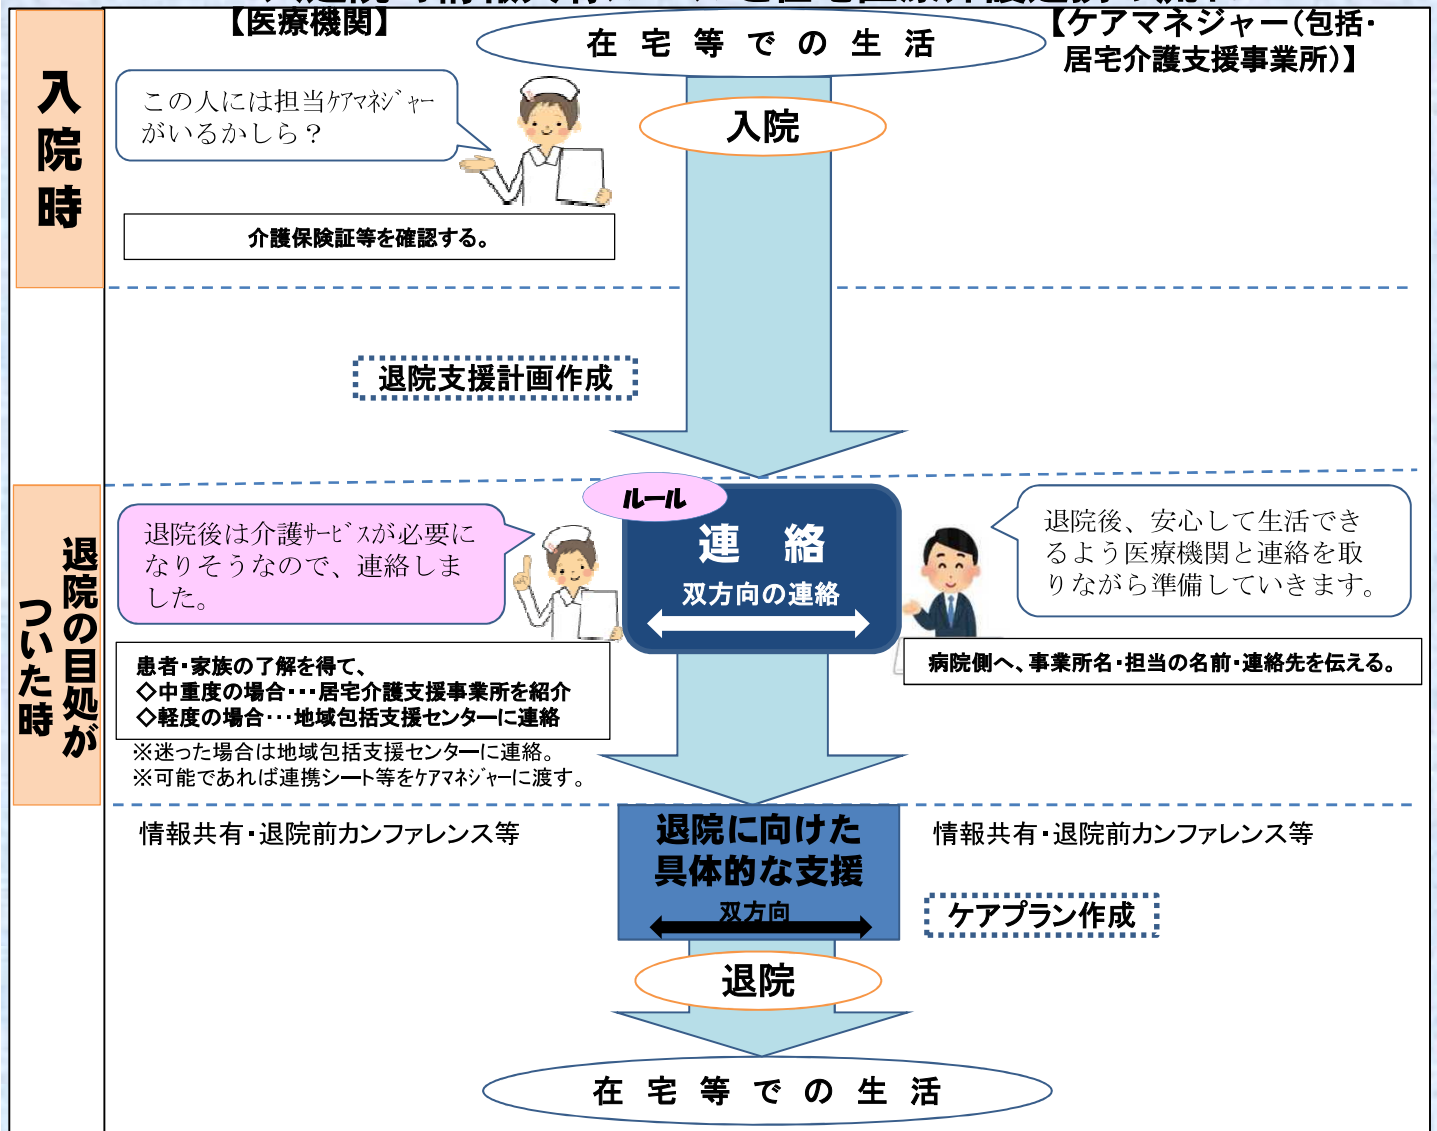 【医療機関】
在宅等での生活
【ケアマネジャー(包括・
居宅介護支援事業所)】
入院時
この人には担当ｹｱﾏﾈｼﾞｬｰ
がいるかしら？
入院
介護保険証等を確認する。
退院支援計画作成
退院の目処が
ついた時
ルール
連 絡
双方向の連絡
退院後は介護ｻｰﾋﾞｽが必要に
なりそうなので、連絡しま
した。
退院後、安心して生活でき
るよう医療機関と連絡を取
りながら準備していきます。
患者・家族の了解を得て、
◇中重度の場合・・・居宅介護支援事業所を紹介
◇軽度の場合・・・地域包括支援センターに連絡
※迷った場合は地域包括支援センターに連絡。
※可能であれば連携シート等をｹｱﾏﾈｼﾞｬｰに渡す。
病院側へ、事業所名・担当の名前・連絡先を伝える。
情報共有・退院前カンファレンス等
退院に向けた
具体的な支援
双方向
情報共有・退院前カンファレンス等
ケアプラン作成
退院
在宅等での生活